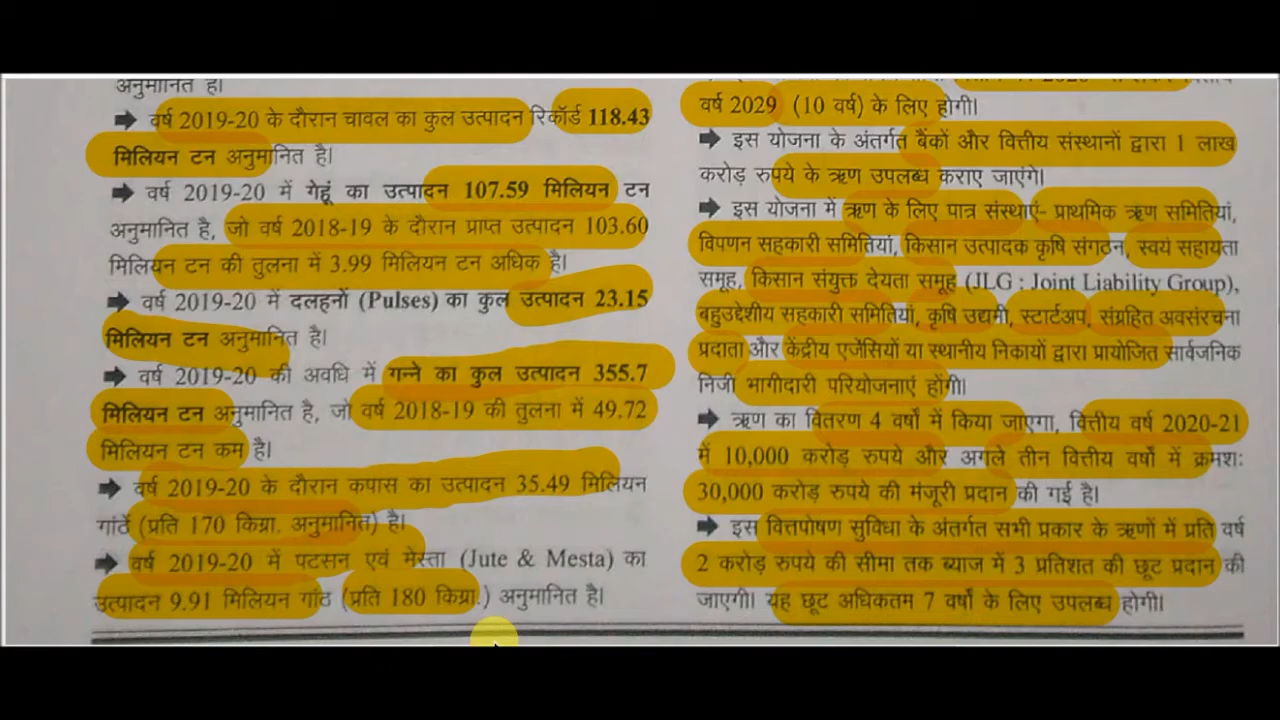 अनुमानित है।
➡ वर्ष 2019-20 के दौरान चावल का कुल उत्पादन रिकॉर्ड 118.43
मिलियन टन अनुमानित है।
➡ वर्ष 2019-20 में गेहूं का उत्पादन 107.59 मिलियन टन
अनुमानित है, जो वर्ष 2018-19 के दौरान प्राप्त उत्पादन 103.60
मिलियन टन की तुलना में 3.99 मिलियन टन अधिक है।
➡ वर्ष 2019-20 में दलहनों (Pulses) का कुल उत्पादन 23.15
मिलियन टन अनुमानित है।
➡ वर्ष 2019-20 की अवधि में गन्ने का कुल उत्पादन 355.7
मिलियन टन अनुमानित है, जो वर्ष 2018-19 की तुलना में 49.72
मिलियन टन कम है।
➡ वर्ष 2019-20 के दौरान कपास का उत्पादन 35.49 मिलियन
गांठें (प्रति 170 किग्रा. अनुमानित) है।
➡ वर्ष 2019-20 में पटसन एवं मेस्ता (Jute & Mesta) का
उत्पादन 9.91 मिलियन गांठ (प्रति 180 किग्रा.) अनुमानित है।
वर्ष 2029 (10 वर्ष) के लिए होगी।
➡ इस योजना के अंतर्गत बैंकों और वित्तीय संस्थानों द्वारा 1 लाख
करोड़ रुपये के ऋण उपलब्ध कराए जाएंगे।
➡ इस योजना में ऋण के लिए पात्र संस्थाएं- प्राथमिक ऋण समितियां,
विपणन सहकारी समितियां, किसान उत्पादक कृषि संगठन, स्वयं सहायता
समूह, किसान संयुक्त देयता समूह (JLG : Joint Liability Group),
बहुउद्देशीय सहकारी समितियां, कृषि उद्यमी, स्टार्टअप, संग्रहित अवसंरचना
प्रदाता और केंद्रीय एजेंसियों या स्थानीय निकायों द्वारा प्रायोजित सार्वजनिक
निजी भागीदारी परियोजनाएं होंगी।
➡ ऋण का वितरण 4 वर्षों में किया जाएगा, वित्तीय वर्ष 2020-21
में 10,000 करोड़ रुपये और अगले तीन वित्तीय वर्षों में क्रमशः
30,000 करोड़ रुपये की मंजूरी प्रदान की गई है।
➡ इस वित्तपोषण सुविधा के अंतर्गत सभी प्रकार के ऋणों में प्रति वर्ष
2 करोड़ रुपये की सीमा तक ब्याज में 3 प्रतिशत की छूट प्रदान की
जाएगी। यह छूट अधिकतम 7 वर्षों के लिए उपलब्ध होगी।